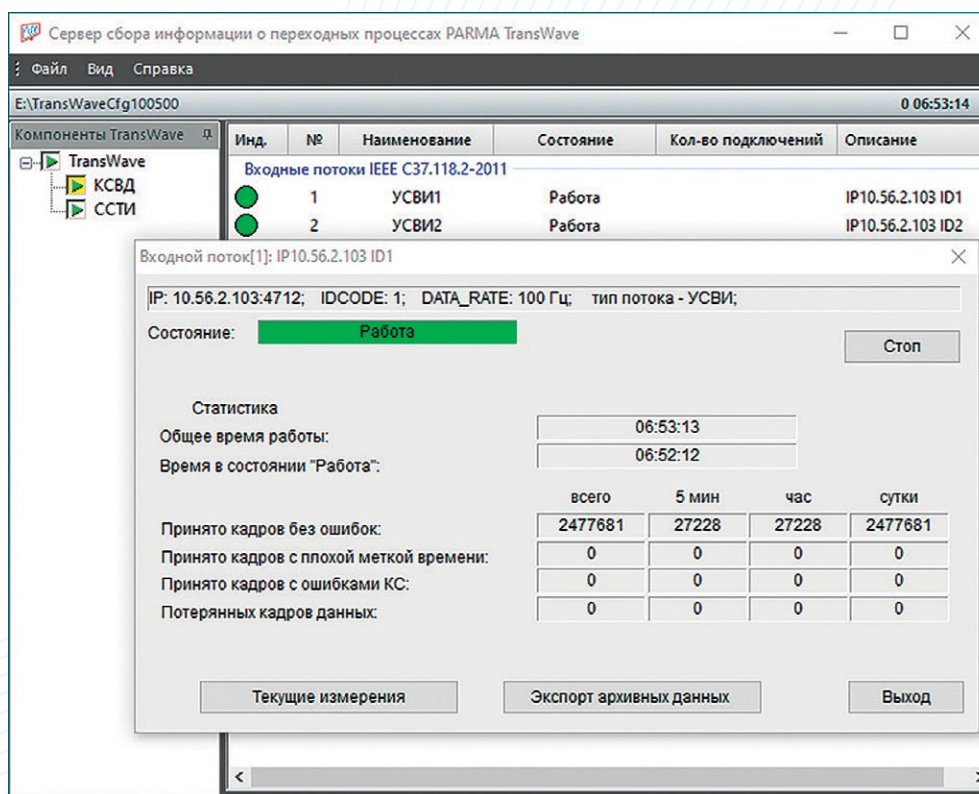 Сервер сбора информации о переходных процессах PARMA TransWave
Файл Вид Справка
E:\TransWaveCfg100500 0 06:53:14
Компоненты TransWave
TransWave
КСВД
ССТИ
Инд. № Наименование Состояние Кол-во подключений Описание
Входные потоки IEEE C37.118.2-2011
1 УСВИ1 Работа IP10.56.2.103 ID1
2 УСВИ2 Работа IP10.56.2.103 ID2
Входной поток[1]: IP10.56.2.103 ID1
IP: 10.56.2.103:4712; IDCODE: 1; DATA_RATE: 100 Гц; тип потока - УСВИ;
Состояние: Работа
Стоп
Статистика
Общее время работы: 06:53:13
Время в состоянии "Работа": 06:52:12
всего 5 мин час сутки
Принято кадров без ошибок: 2477681 27228 27228 2477681
Принято кадров с плохой меткой времени: 0 0 0 0
Принято кадров с ошибками КС: 0 0 0 0
Потерянных кадров данных: 0 0 0 0
Текущие измерения Экспорт архивных данных Выход